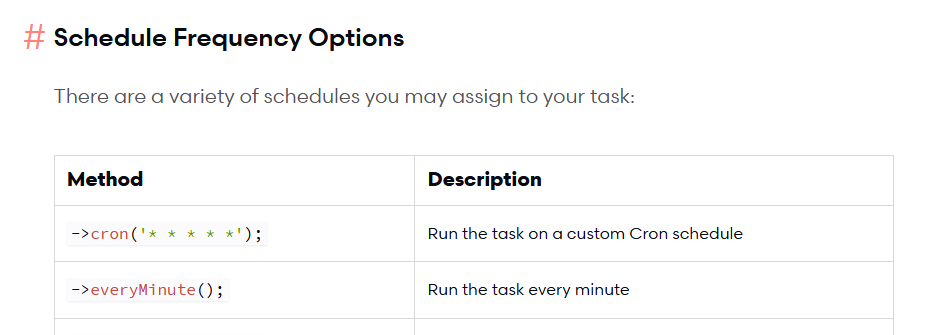 # Schedule Frequency Options
There are a variety of schedules you may assign to your task:
Method Description
->cron('* * * * *'); Run the task on a custom Cron schedule
->everyMinute(); Run the task every minute